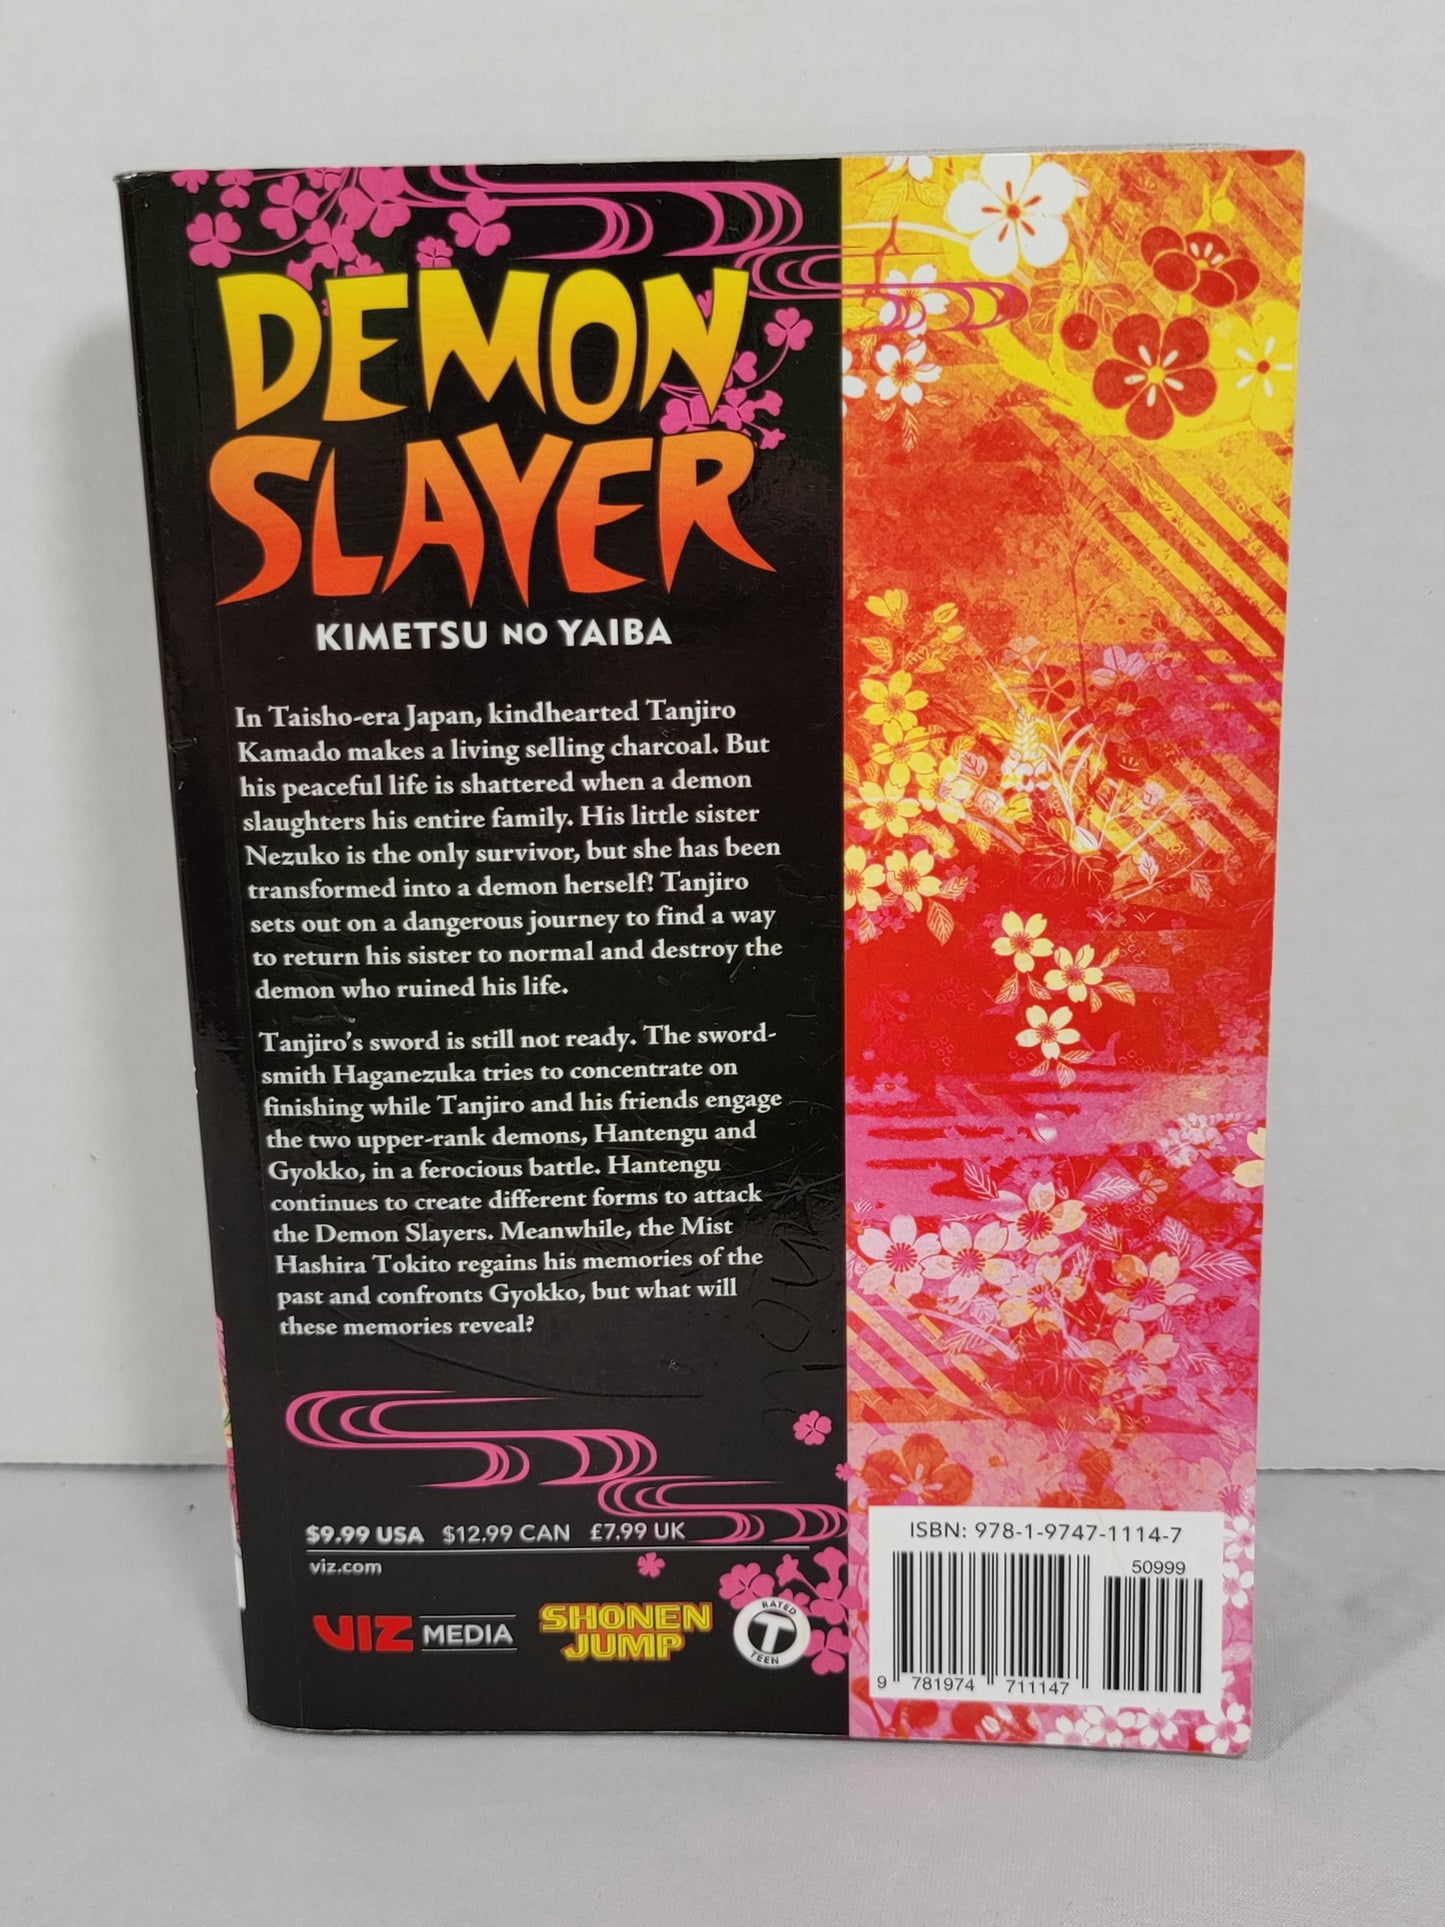 DEMON
SLAYER
KIMETSU NO YAIBA
In Taisho-era Japan, kindhearted Tanjiro
Kamado makes a living selling charcoal. But
his peaceful life is shattered when a demon
slaughters his entire family. His little sister
Nezuko is the only survivor, but she has been
transformed into a demon herself! Tanjiro
sets out on a dangerous journey to find a way
to return his sister to normal and destroy the
demon who ruined his life.
Tanjiro's sword is still not ready. The sword-
smith Haganezuka tries to concentrate on
finishing while Tanjiro and his friends engage
the two upper-rank demons, Hantengu and
Gyokko, in a ferocious battle. Hantengu
continues to create different forms to attack
the Demon Slayers. Meanwhile, the Mist
Hashira Tokito regains his memories of the
past and confronts Gyokko, but what will
these memories reveal?
$9.99 USA $12.99 CAN £7.99 UK
viz.com
VIZ MEDIA
SHONEN
JUMP
RATED
T
TEEN
ISBN: 978-1-9747-1114-7
50999
9 781974 711147